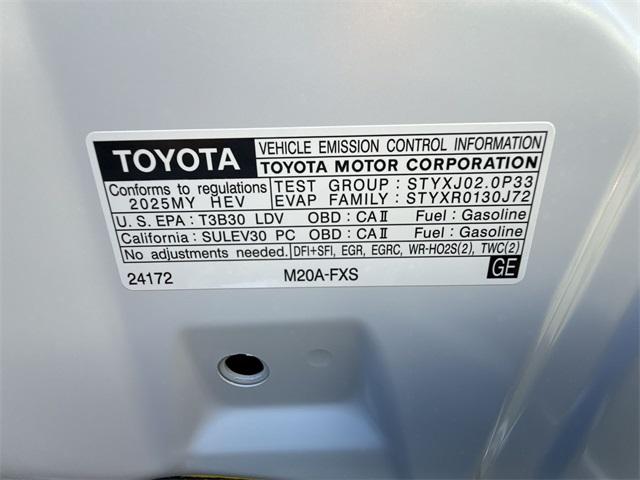 TOYOTA
VEHICLE EMISSION CONTROL INFORMATION
TOYOTA MOTOR CORPORATION
Conforms to regulations
2025MY HEV
TEST GROUP : STYXJ02.0P33
EVAP FAMILY : STYXR0130J72
U.S. EPA : T3B30 LDV OBD : CAⅡ Fuel : Gasoline
California : SULEV30 PC OBD : CAⅡ Fuel : Gasoline
No adjustments needed. DFI+SFI, EGR, EGRC, WR-HO2S(2), TWC(2)
24172 M20A-FXS GE